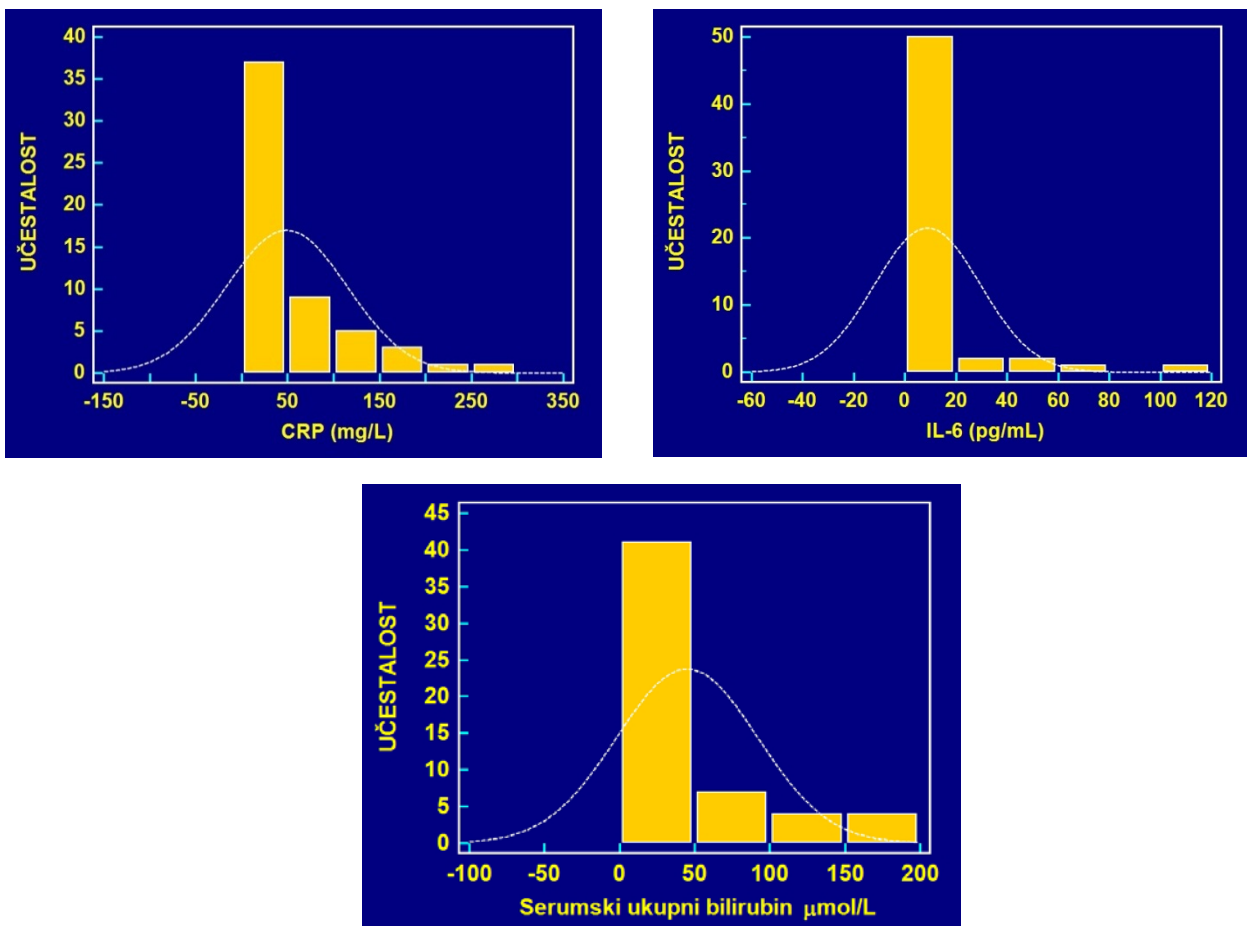 UČESTALOST
40
35
30
25
20
15
10
5
0
-150 -50 50 150 250 350
CRP (mg/L)
UČESTALOST
50
40
30
20
10
0
-60 -40 -20 0 20 40 60 80 100 120
IL-6 (pg/mL)
UČESTALOST
45
40
35
30
25
20
15
10
5
0
-100 -50 0 50 100 150 200
Serumski ukupni bilirubin μmol/L